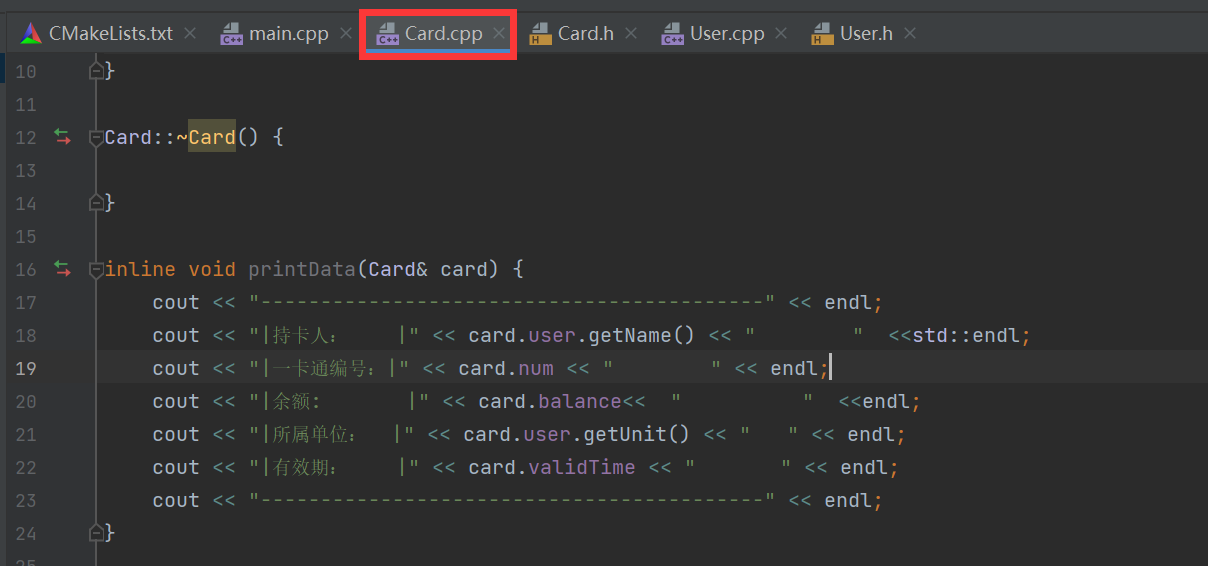 CMakeLists.txt main.cpp Card.cpp Card.h User.cpp User.h
10 }
11
12 Card::~Card() {
13
14 }
15
16 inline void printData(Card& card) {
17     cout << "------------------------------------------" << endl;
18     cout << "|持卡人:     |" << card.user.getName() << "        "  <<std::endl;
19     cout << "|一卡通编号:|" << card.num << "        " << endl;
20     cout << "|余额:       |" << card.balance<<  "          "  <<endl;
21     cout << "|所属单位:   |" << card.user.getUnit() << "   " << endl;
22     cout << "|有效期:     |" << card.validTime << "       " << endl;
23     cout << "------------------------------------------" << endl;
24 }